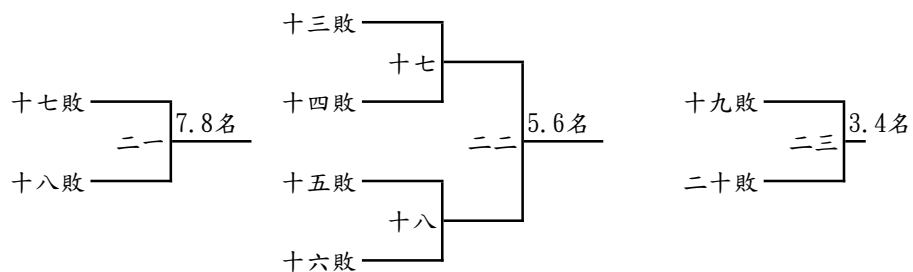 十三敗
十七
十四敗
十七敗
7.8名
二一
十八敗
5.6名
二二
十五敗
十八
十六敗
十九敗
3.4名
二三
二十敗